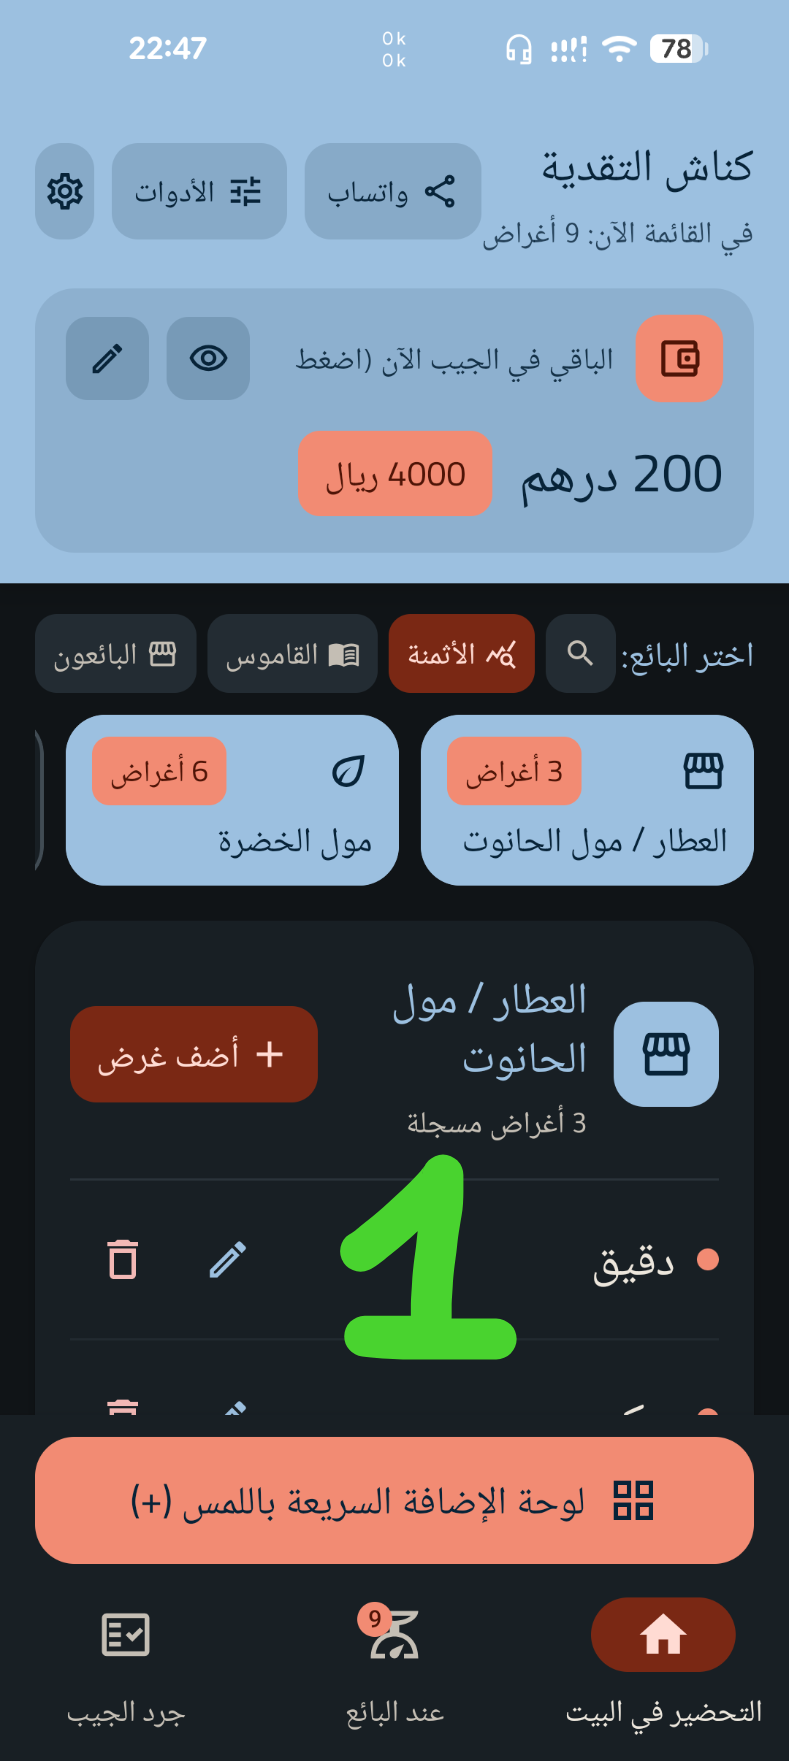 22:47
0k
0k
78
كناش التقدية
في القائمة الآن: 9 أغراض
واتساب
الأدوات
الباقي في الجيب الآن (اضغط
200 درهم
4000 ريال
اختر البائع:
الأثمنة
القاموس
البائعون
3 أغراض
العطار / مول الحانوت
6 أغراض
مول الخضرة
العطار / مول
الحانوت
3 أغراض مسجلة
أضف غرض
1
دقيق
لوحة الإضافة السريعة باللمس (+)
التحضير في البيت
9
عند البائع
جرد الجيب